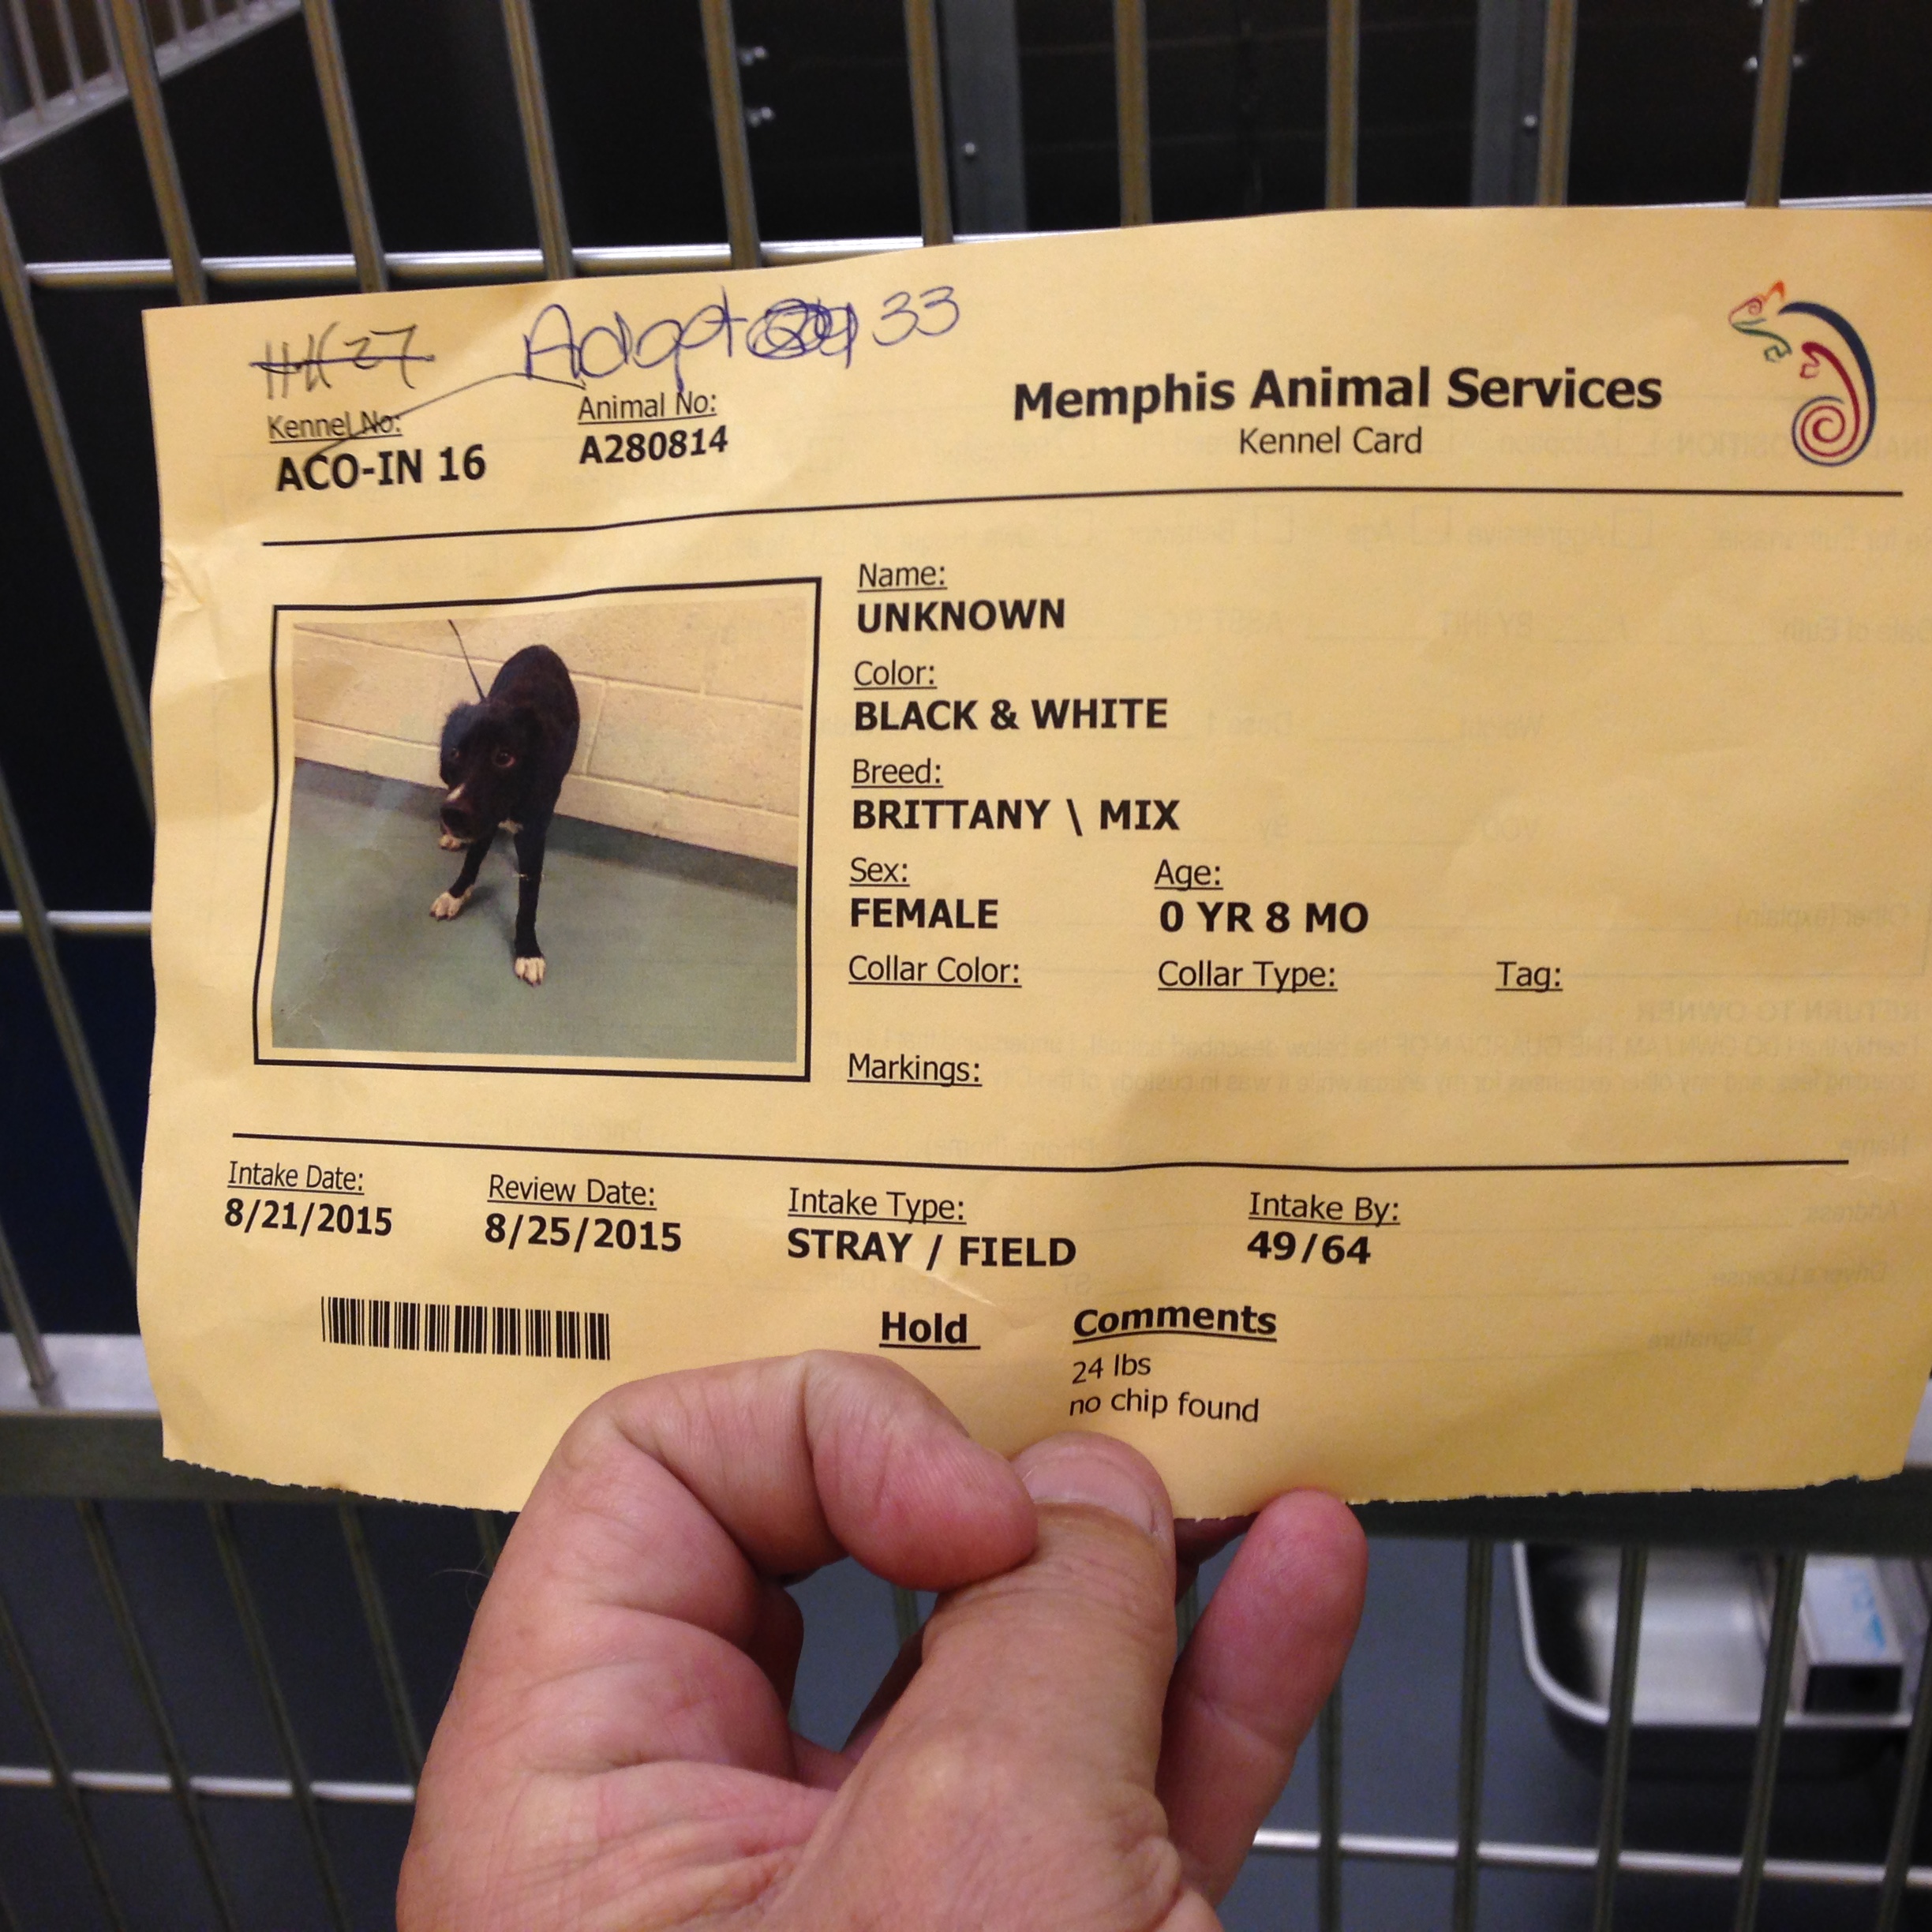 HK 27 Adopt 33
Kennel No: Animal No:
ACO-IN 16 A280814
Memphis Animal Services
Kennel Card
Name:
UNKNOWN
Color:
BLACK & WHITE
Breed:
BRITTANY \ MIX
Sex: Age:
FEMALE 0 YR 8 MO
Collar Color: Collar Type: Tag:
Markings:
Intake Date: Review Date: Intake Type: Intake By:
8/21/2015 8/25/2015 STRAY / FIELD 49/64
Hold Comments
24 lbs
no chip found